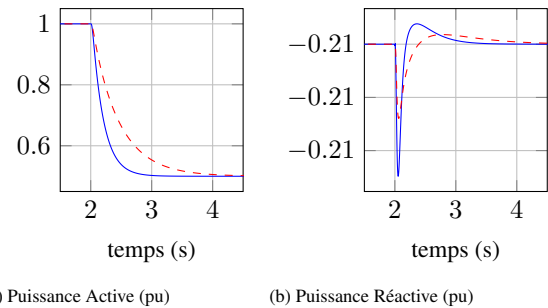 1
0.8
0.6
2 3 4
temps (s)
−0.21
−0.21
−0.21
2 3 4
temps (s)
) Puissance Active (pu)
(b) Puissance Réactive (pu)